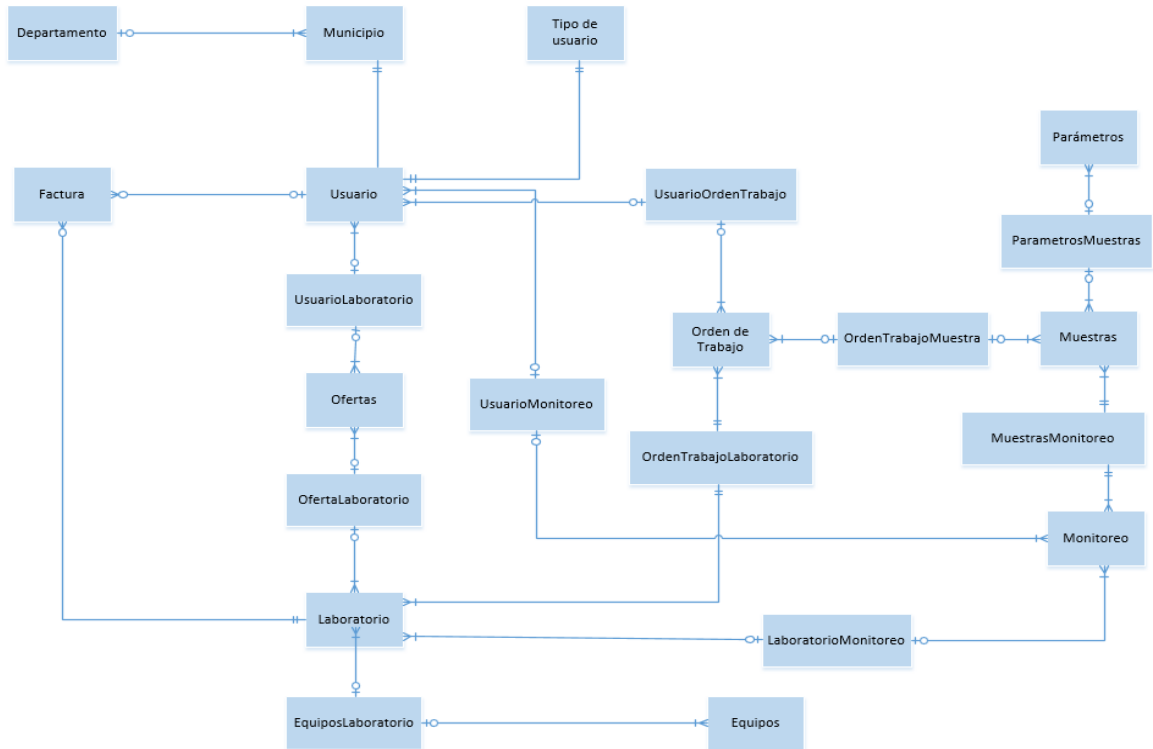 Departamento
Municipio
Tipo de
usuario
Parámetros
Factura
Usuario
UsuarioOrdenTrabajo
ParametrosMuestras
UsuarioLaboratorio
Orden de
Trabajo
OrdenTrabajoMuestra
Muestras
Ofertas
UsuarioMonitoreo
MuestrasMonitoreo
OrdenTrabajoLaboratorio
OfertaLaboratorio
Monitoreo
Laboratorio
LaboratorioMonitoreo
EquiposLaboratorio
Equipos